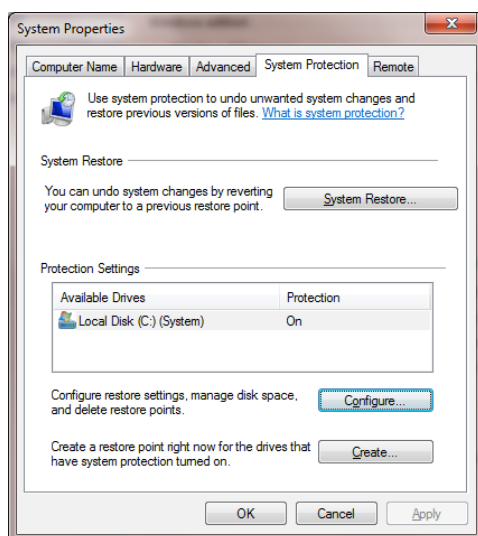 System Properties
Computer Name
Hardware
Advanced
System Protection
Remote
Use system protection to undo unwanted system changes and
restore previous versions of files. What is system protection?
System Restore
You can undo system changes by reverting
your computer to a previous restore point.
System Restore...
Protection Settings
Available Drives
Protection
Local Disk (C:) (System)
On
Configure restore settings, manage disk space,
and delete restore points.
Configure...
Create a restore point right now for the drives that
have system protection turned on.
Create...
OK
Cancel
Apply